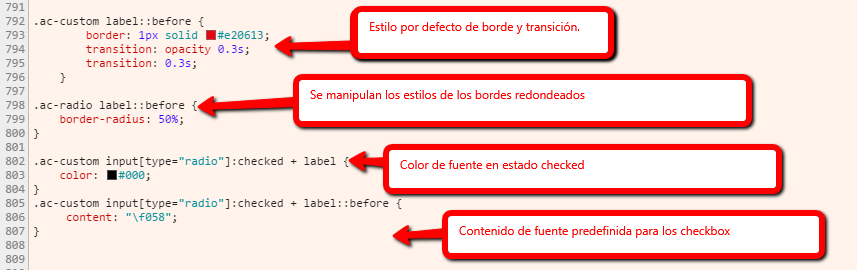 791
792 .ac-custom label::before {
Estilo por defecto de borde y transición.
793 border: 1px solid #e20613;
794 transition: opacity 0.3s;
795 transition: 0.3s;
796 }
797
Se manipulan los estilos de los bordes redondeados
798 .ac-radio label::before {
799 border-radius: 50%;
800 }
801
802 .ac-custom input[type="radio"]:checked + label {
Color de fuente en estado checked
803 color: #000;
804 }
805 .ac-custom input[type="radio"]:checked + label::before {
806 content: "\f058";
807 }
Contenido de fuente predefinida para los checkbox
808
809